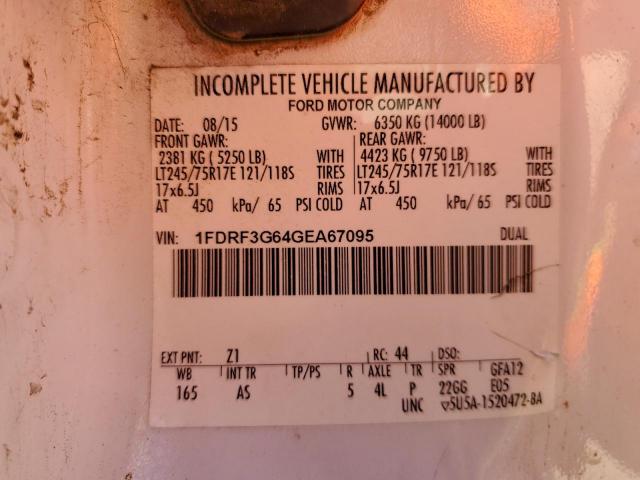 INCOMPLETE VEHICLE MANUFACTURED BY
FORD MOTOR COMPANY
DATE: 08/15 GVWR: 6350 KG (14000 LB)
FRONT GAWR: REAR GAWR:
2381 KG ( 5250 LB) WITH 4423 KG ( 9750 LB) WITH
LT245/75R17E 121/118S TIRES LT245/75R17E 121/118S TIRES
17x6.5J RIMS 17x6.5J RIMS
AT 450 kPa/ 65 PSI COLD AT 450 kPa/ 65 PSI COLD
VIN: 1FDRF3G64GEA67095 DUAL
EXT PNT: Z1 RC: 44 DSO:
WB INT TR TP/PS R AXLE TR SPR GFA12
165 AS 5 4L P 22GG E05
UNC ▽5U5A-1520472-BA